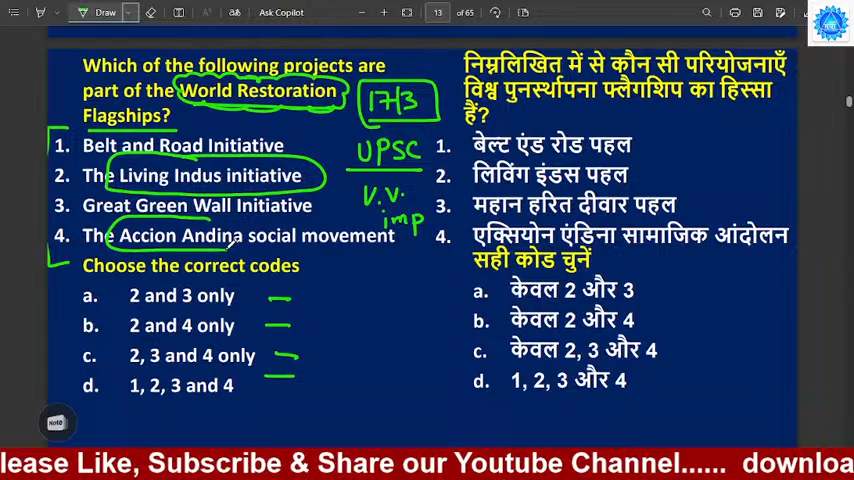 Draw
Ask Copilot
13 of 65
Which of the following projects are
part of the World Restoration
Flagships?
17/3
UPSC
V.V.
imp
1. Belt and Road Initiative
2. The Living Indus initiative
3. Great Green Wall Initiative
4. The Accion Andina social movement
Choose the correct codes
a. 2 and 3 only
b. 2 and 4 only
c. 2, 3 and 4 only
d. 1, 2, 3 and 4
निम्नलिखित में से कौन सी परियोजनाएँ
विश्व पुनर्स्थापना फ्लैगशिप का हिस्सा
हैं?
1. बेल्ट एंड रोड पहल
2. लिविंग इंडस पहल
3. महान हरित दीवार पहल
4. एक्सियोन एंडिना सामाजिक आंदोलन
सही कोड चुनें
a. केवल 2 और 3
b. केवल 2 और 4
c. केवल 2, 3 और 4
d. 1, 2, 3 और 4
Note
lease Like, Subscribe & Share our Youtube Channel...... downloa